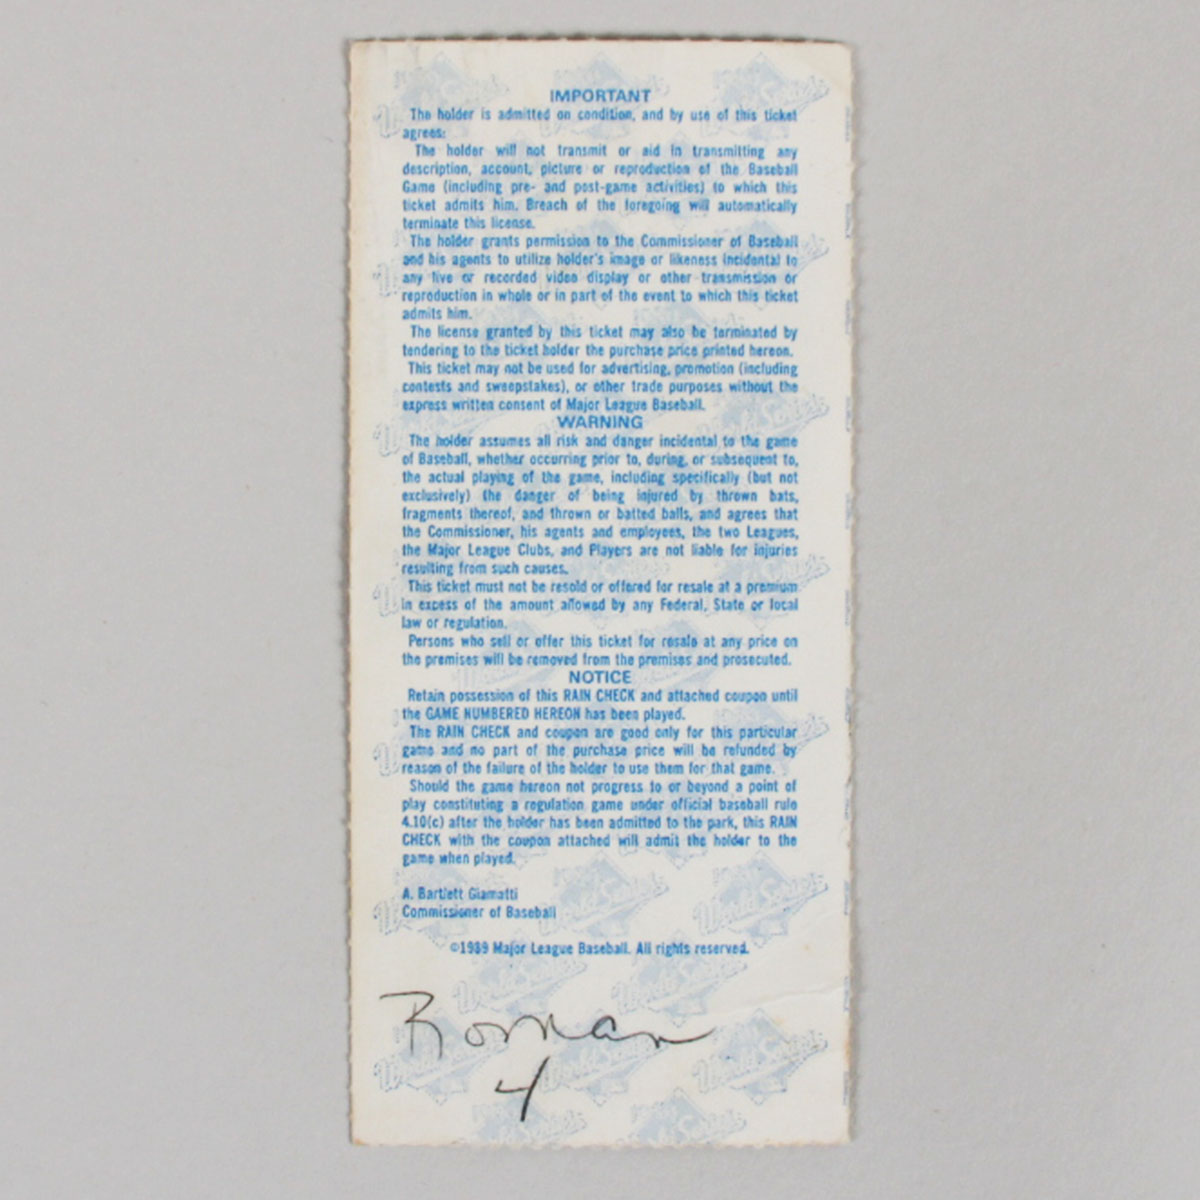 IMPORTANT
The holder is admitted on condition, and by use of this ticket
agrees:
The holder will not transmit or aid in transmitting any
description, account, picture or reproduction of the Baseball
Game (including pre- and post-game activities) to which this
ticket admits him. Breach of the foregoing will automatically
terminate this license.
The holder grants permission to the Commissioner of Baseball
and his agents to utilize holder's image or likeness incidental to
any live or recorded video display or other transmission or
reproduction in whole or in part of the event to which this ticket
admits him.
The license granted by this ticket may also be terminated by
tendering to the ticket holder the purchase price printed hereon.
This ticket may not be used for advertising, promotion (including
contests and sweepstakes), or other trade purposes without the
express written consent of Major League Baseball.
WARNING
The holder assumes all risk and danger incidental to the game
of Baseball, whether occurring prior to, during, or subsequent to,
the actual playing of the game, including specifically (but not
exclusively) the danger of being injured by thrown bats,
fragments thereof, and thrown or batted balls, and agrees that
the Commissioner, his agents and employees, the two Leagues,
the Major League Clubs, and Players are not liable for injuries
resulting from such causes.
This ticket must not be resold or offered for resale at a premium
in excess of the amount allowed by any Federal, State or local
law or regulation.
Persons who sell or offer this ticket for resale at any price on
the premises will be removed from the premises and prosecuted.
NOTICE
Retain possession of this RAIN CHECK and attached coupon until
the GAME NUMBERED HEREON has been played.
The RAIN CHECK and coupon are good only for this particular
game and no part of the purchase price will be refunded by
reason of the failure of the holder to use them for that game.
Should the game hereon not progress to or beyond a point of
play constituting a regulation game under official baseball rule
4.10(c) after the holder has been admitted to the park, this RAIN
CHECK with the coupon attached will admit the holder to the
game when played.
A. Bartlett Giamatti
Commissioner of Baseball
©1989 Major League Baseball. All rights reserved.
4